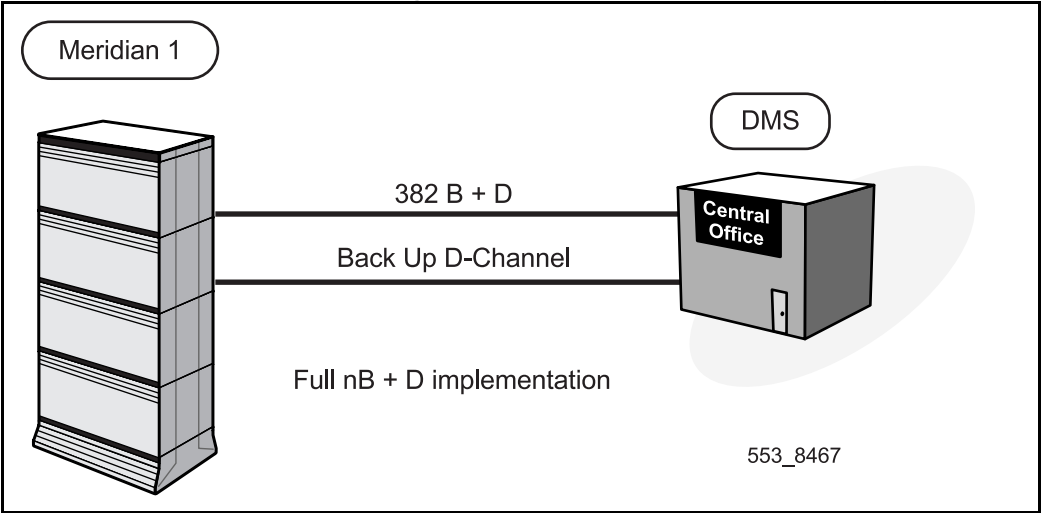 Meridian 1
DMS
382 B + D
Central
Office
Back Up D-Channel
Full nB + D implementation
553_8467